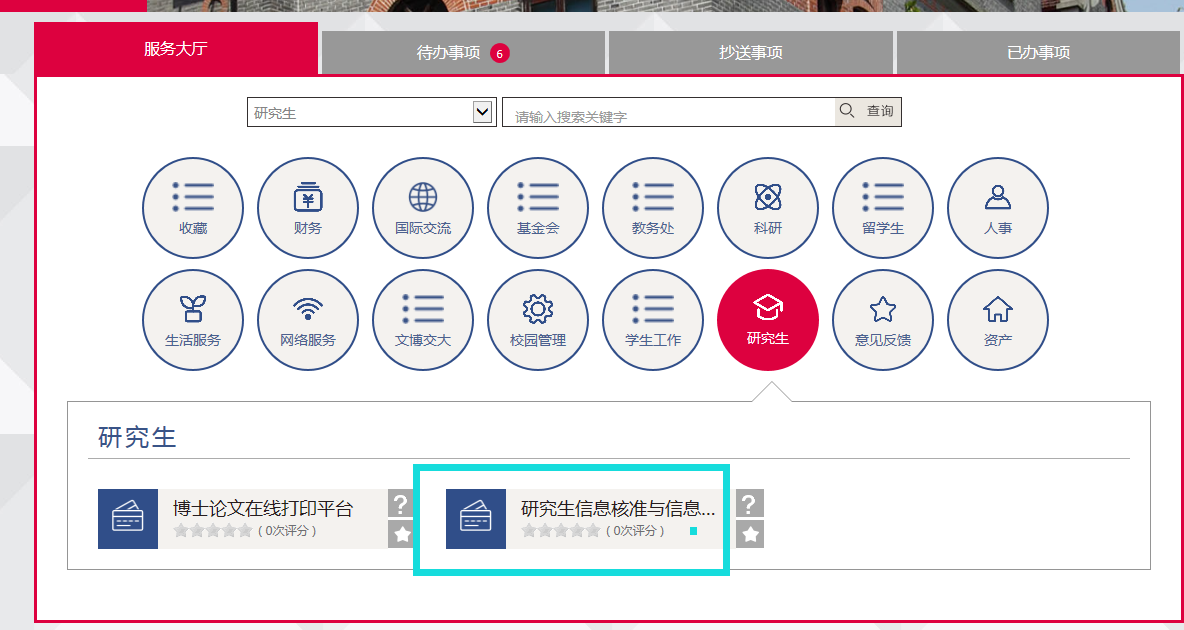 服务大厅
待办事项 6
抄送事项
已办事项
研究生
请输入搜索关键字
查询
收藏
财务
国际交流
基金会
教务处
科研
留学生
人事
生活服务
网络服务
文博交大
校园管理
学生工作
研究生
意见反馈
资产
研究生
博士论文在线打印平台
(0次评分)
研究生信息核准与信息...
(0次评分)